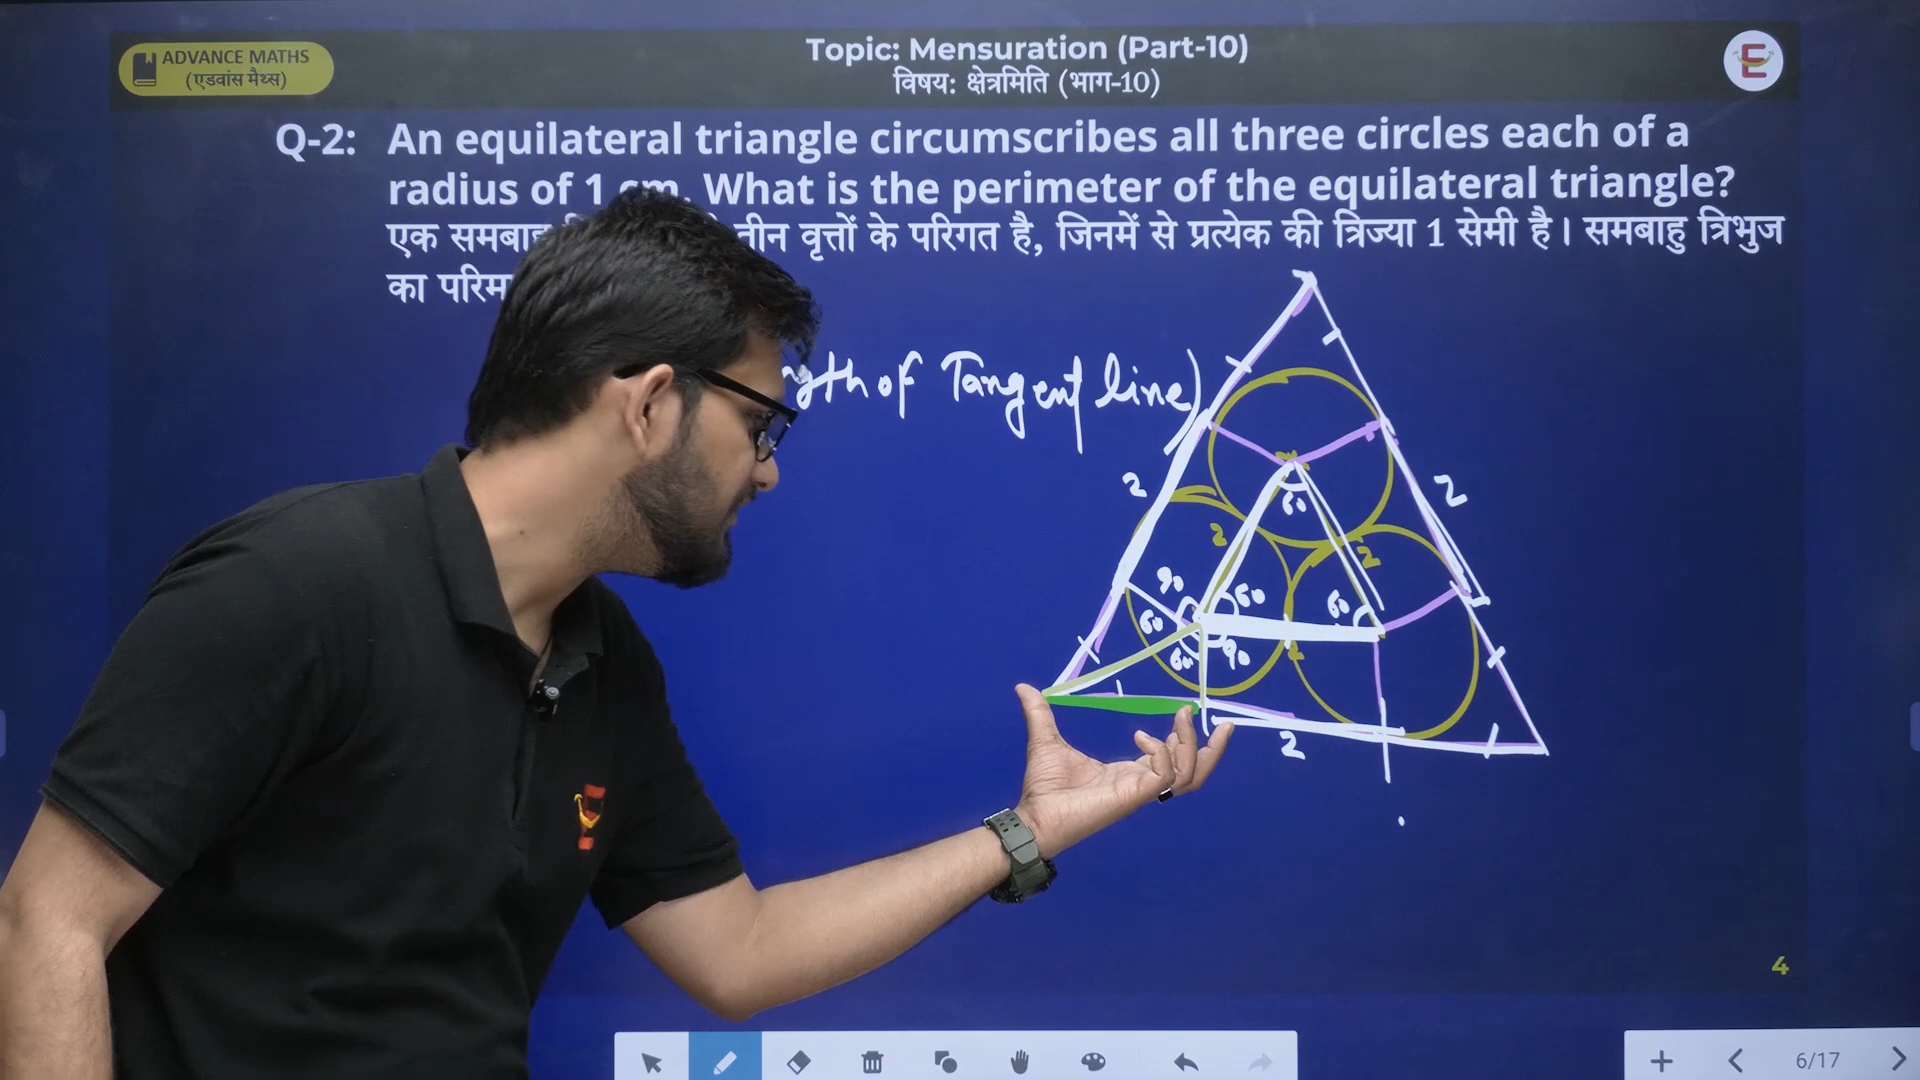 ADVANCE MATHS
(एडवांस मैथ्स)
Topic: Mensuration (Part-10)
विषय: क्षेत्रमिति (भाग-10)
E
Q-2: An equilateral triangle circumscribes all three circles each of a
radius of 1 cm. What is the perimeter of the equilateral triangle?
एक समबाहु तीन वृत्तों के परिगत है, जिनमें से प्रत्येक की त्रिज्या 1 सेमी है। समबाहु त्रिभुज
का
of Tangent line)
2
2
60
2
2
90
60
60
60
2
60
90
2
4
6/17